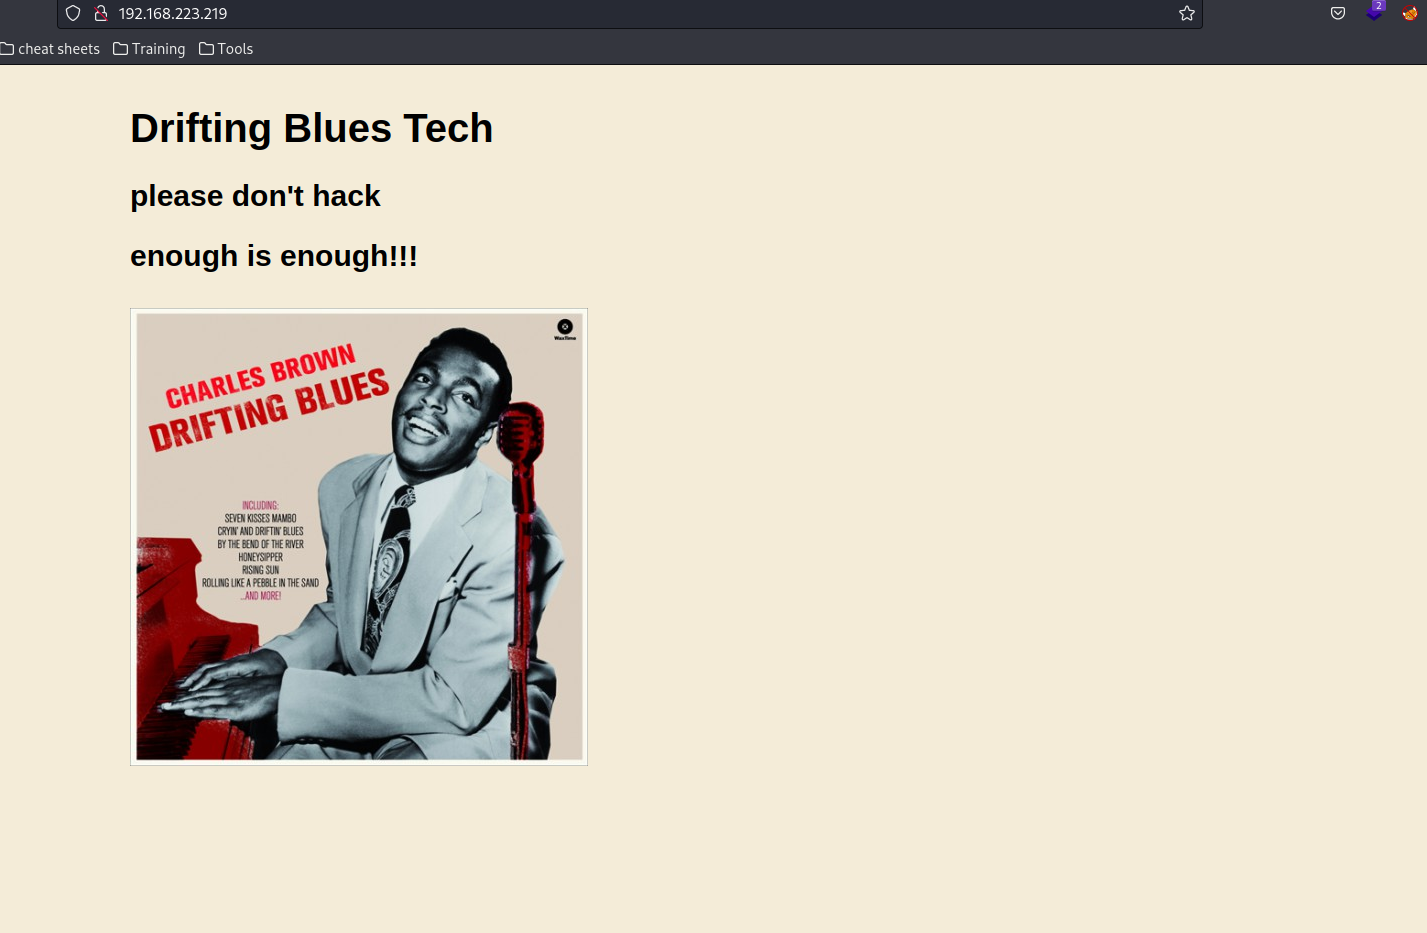 192.168.223.219
2
cheat sheets Training Tools
Drifting Blues Tech
please don't hack
enough is enough!!!
WaxTime
CHARLES BROWN
DRIFTING BLUES
INCLUDING:
SEVEN KISSES MAMBO
CRYIN' AND DRIFTIN' BLUES
BY THE BEND OF THE RIVER
HONEYSIPPER
RISING SUN
ROLLING LIKE A PEBBLE IN THE SAND
...AND MORE!